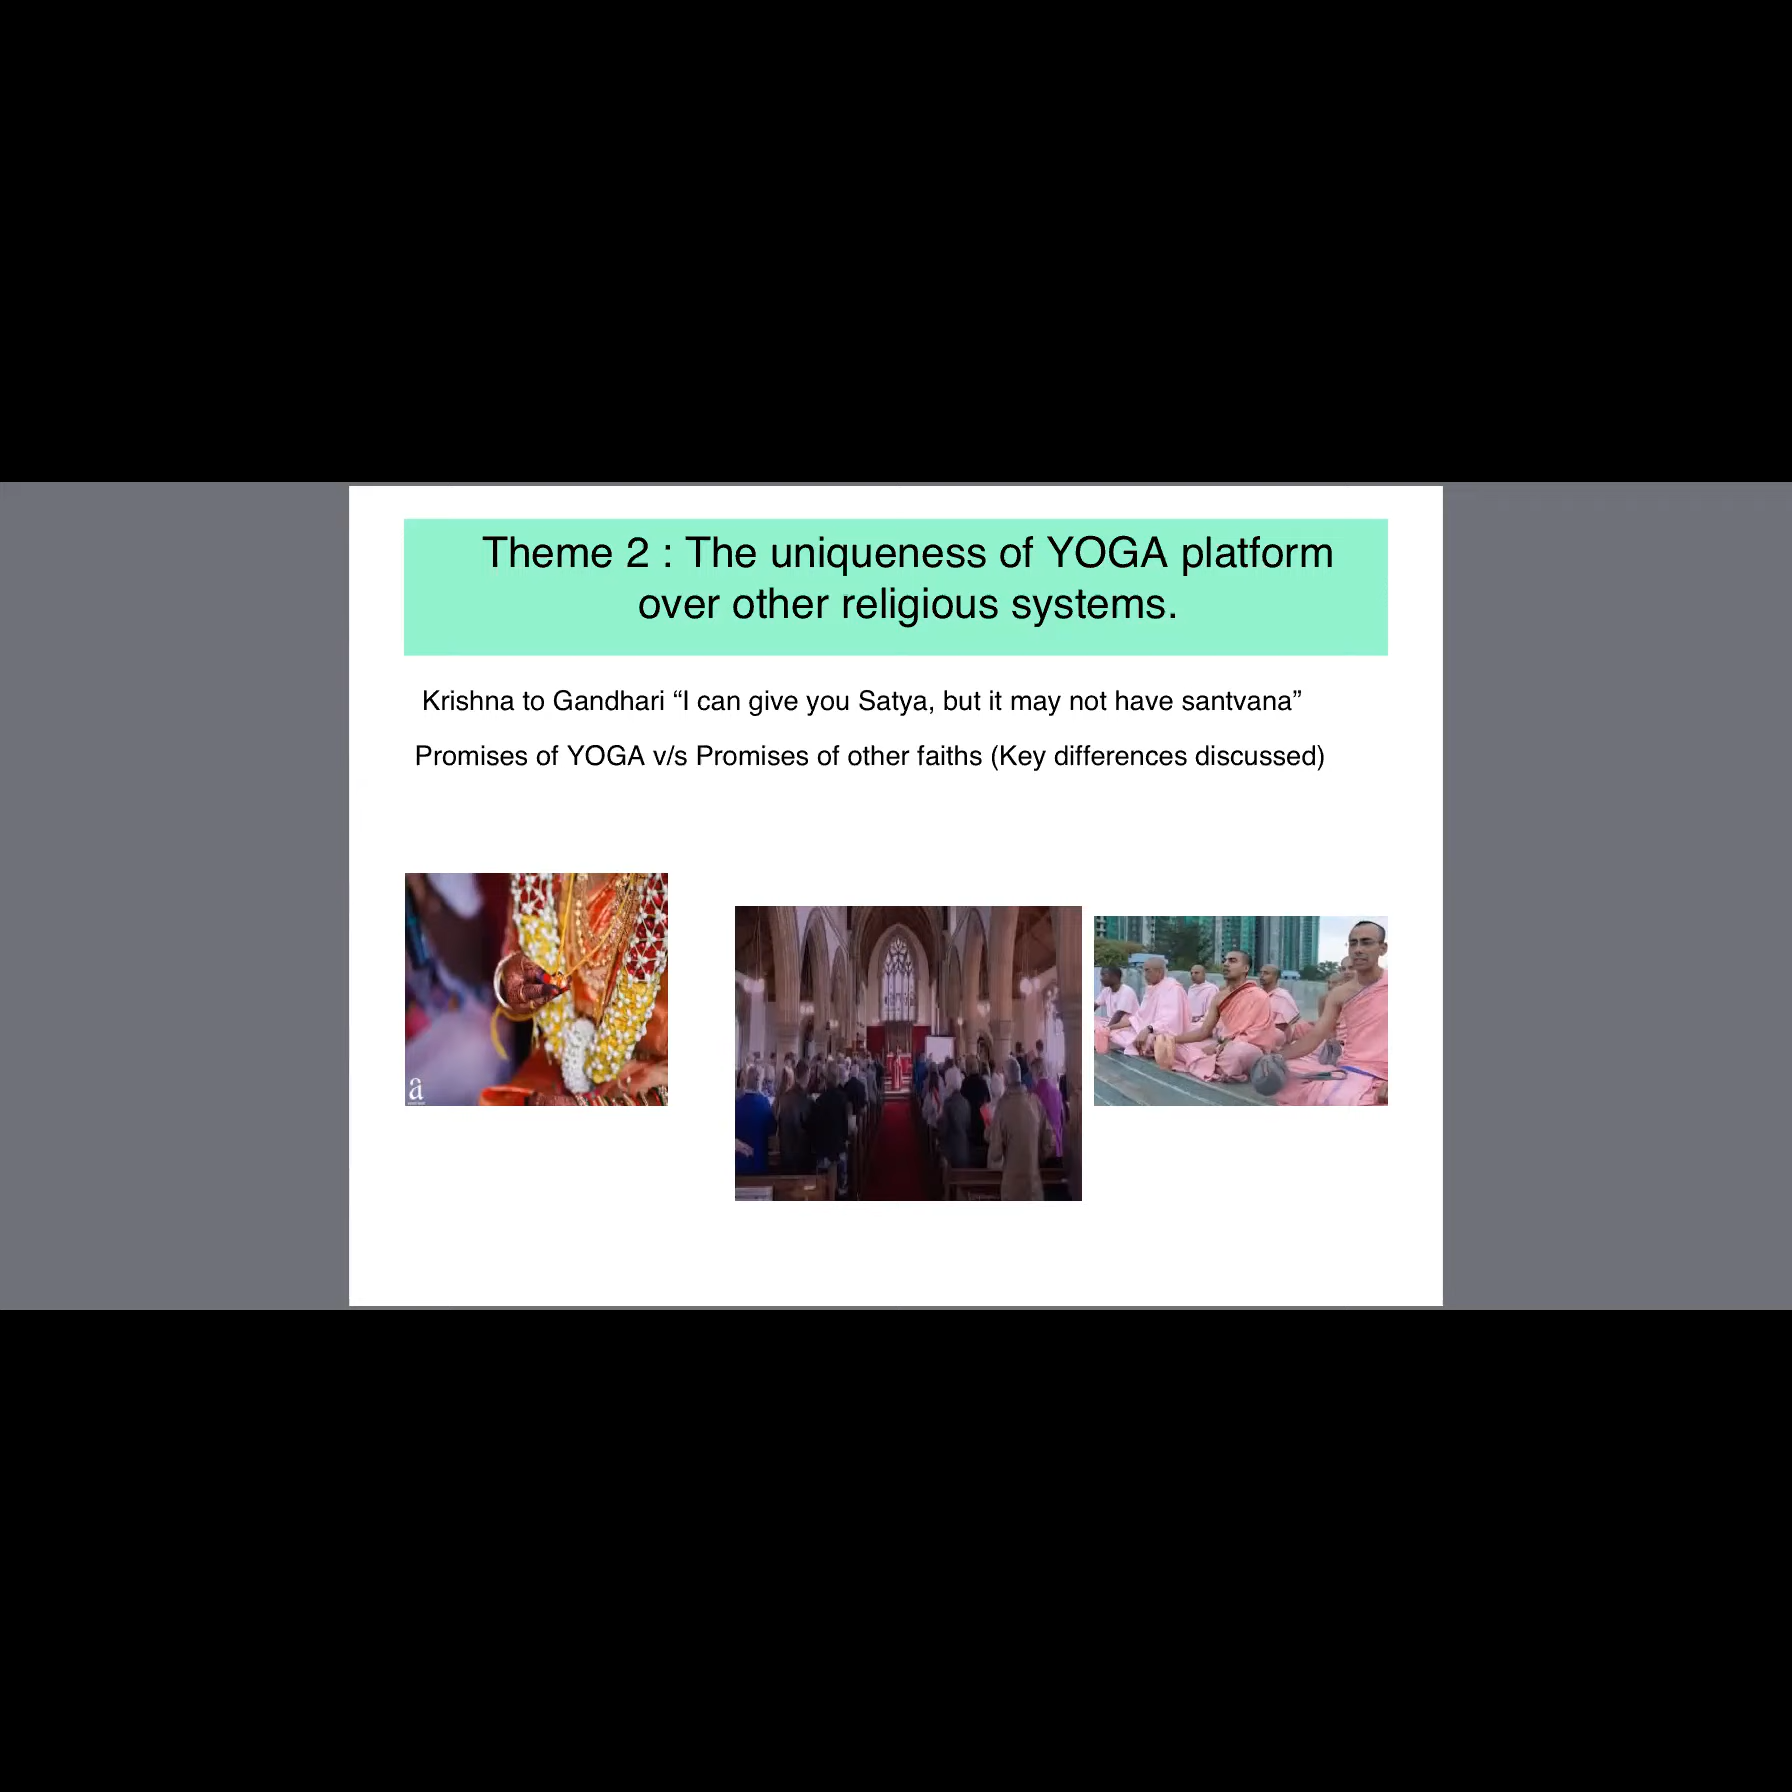 Theme 2 : The uniqueness of YOGA platform
over other religious systems.
Krishna to Gandhari “I can give you Satya, but it may not have santvana”
Promises of YOGA v/s Promises of other faiths (Key differences discussed)
a